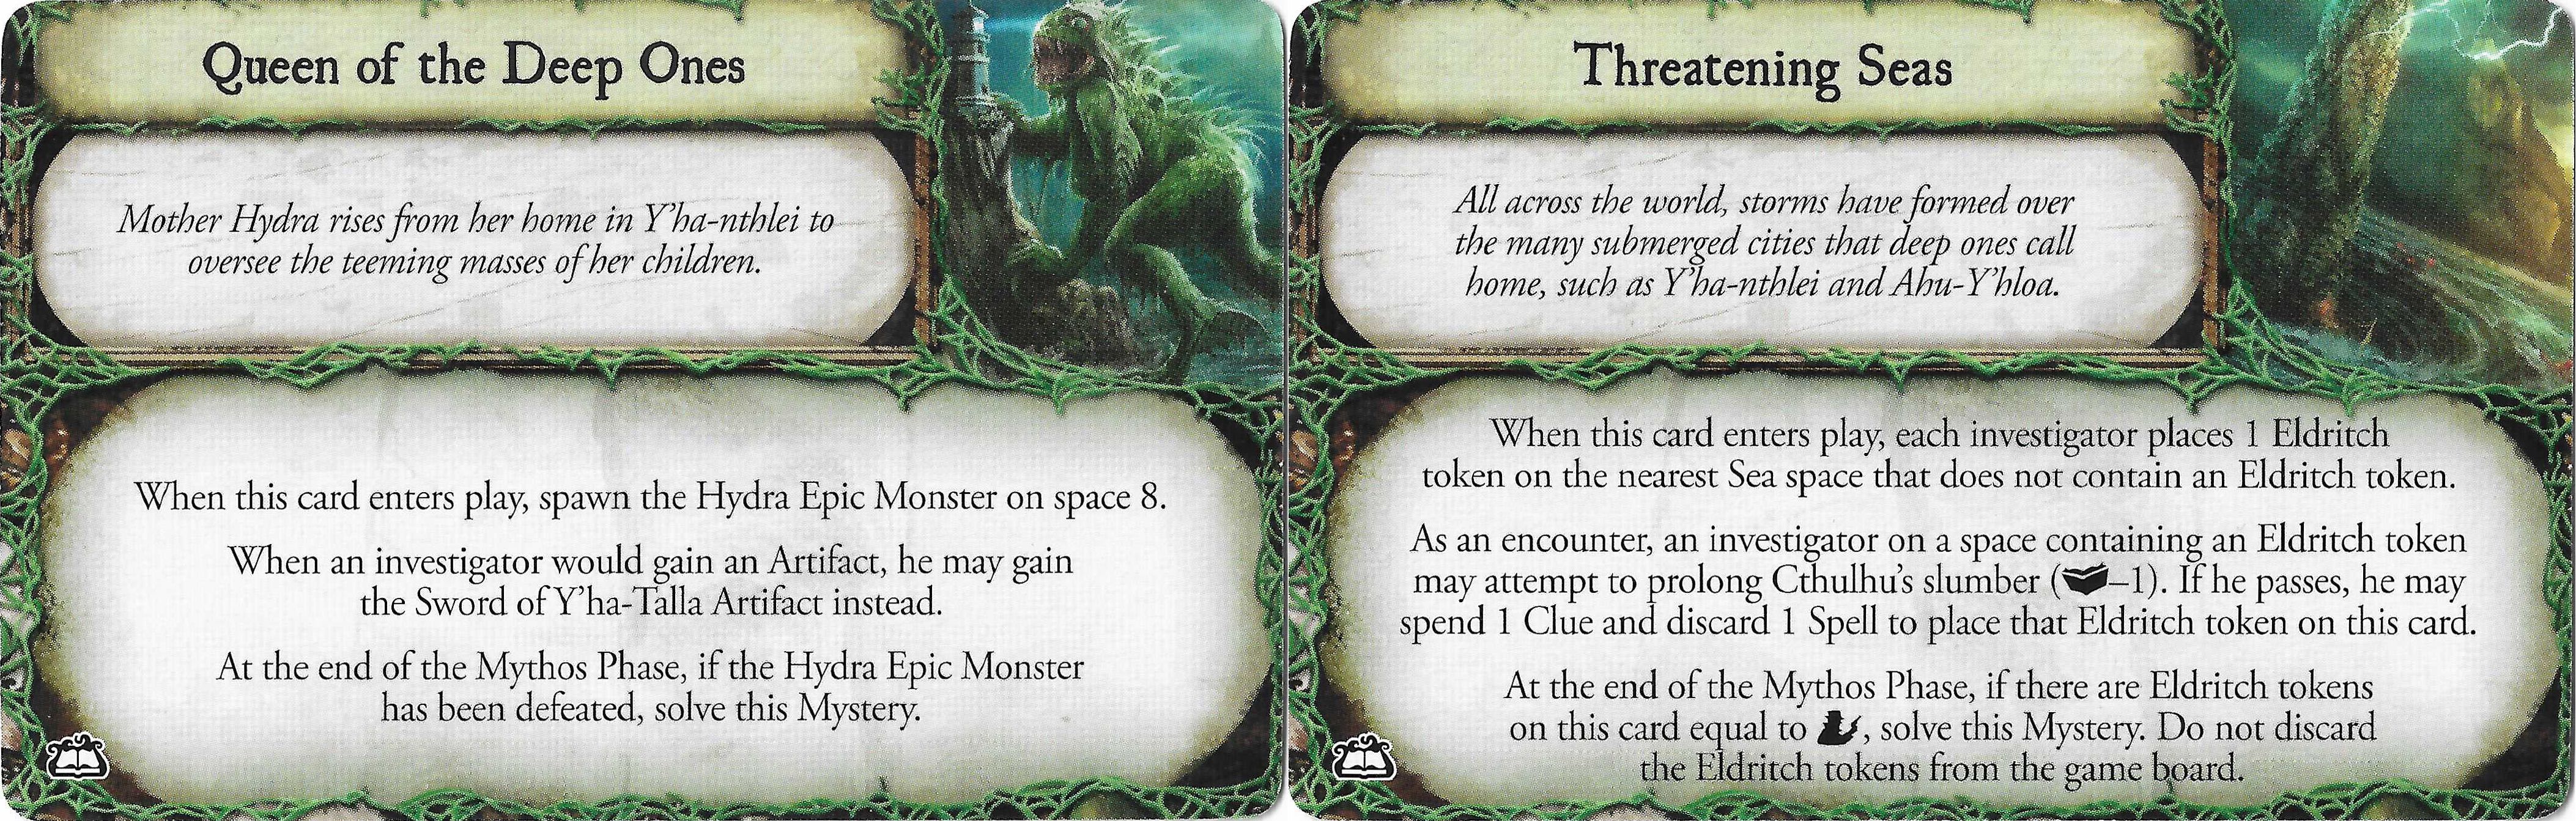 Queen of the Deep Ones
Mother Hydra rises from her home in Y'ha-nthlei to
oversee the teeming masses of her children.
When this card enters play, spawn the Hydra Epic Monster on space 8.
When an investigator would gain an Artifact, he may gain
the Sword of Y'ha-Talla Artifact instead.
At the end of the Mythos Phase, if the Hydra Epic Monster
has been defeated, solve this Mystery.
Threatening Seas
All across the world, storms have formed over
the many submerged cities that deep ones call
home, such as Y'ha-nthlei and Ahu-Y'hloa.
When this card enters play, each investigator places 1 Eldritch
token on the nearest Sea space that does not contain an Eldritch token.
As an encounter, an investigator on a space containing an Eldritch token
may attempt to prolong Cthulhu's slumber (–1). If he passes, he may
spend 1 Clue and discard 1 Spell to place that Eldritch token on this card.
At the end of the Mythos Phase, if there are Eldritch tokens
on this card equal to , solve this Mystery. Do not discard
the Eldritch tokens from the game board.